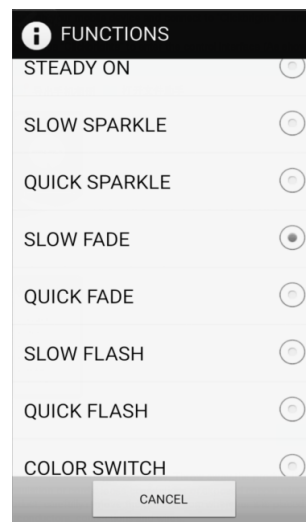 FUNCTIONS
STEADY ON
SLOW SPARKLE
QUICK SPARKLE
SLOW FADE
QUICK FADE
SLOW FLASH
QUICK FLASH
COLOR SWITCH
CANCEL